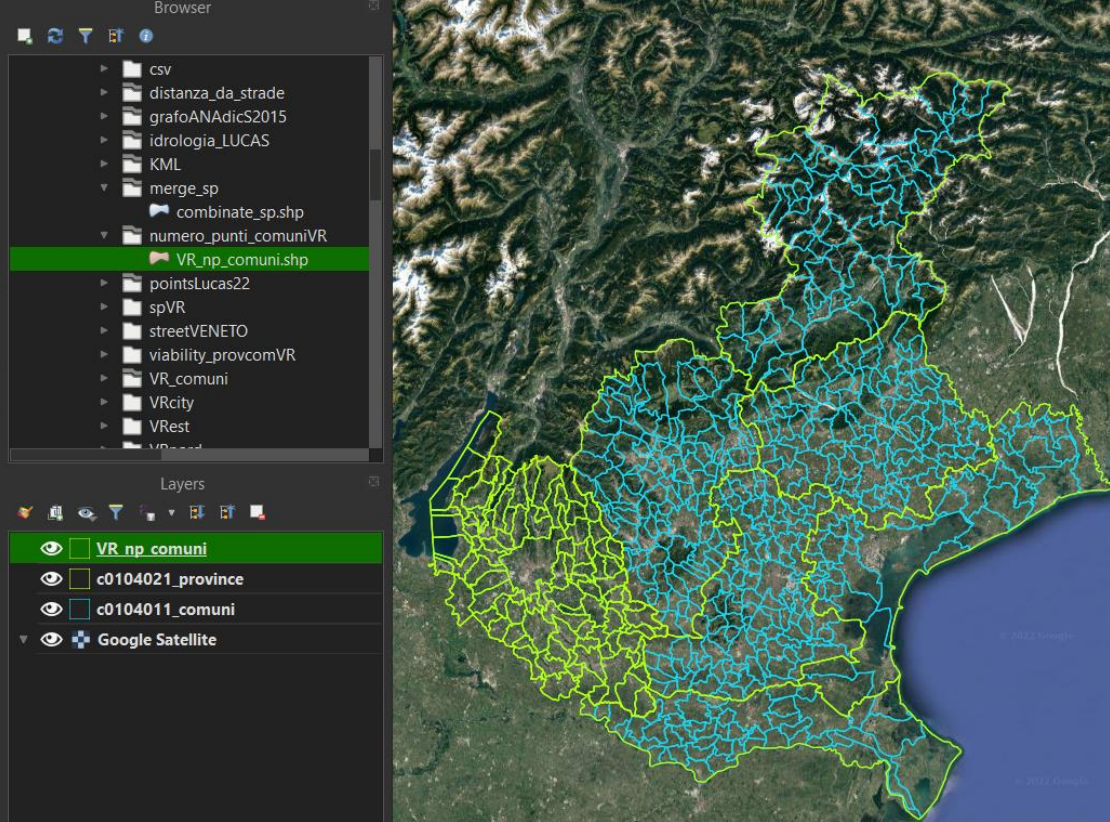 Browser
csv
distanza_da_strade
grafoANAdicS2015
idrologia_LUCAS
KML
merge_sp
combinate_sp.shp
numero_punti_comuniVR
VR_np_comuni.shp
pointsLucas22
spVR
streetVENETO
viability_provcomVR
VR_comuni
VRcity
VRest
Layers
VR_np_comuni
c0104021_province
c0104011_comuni
Google Satellite
© 2022 Google
© 2022 Google